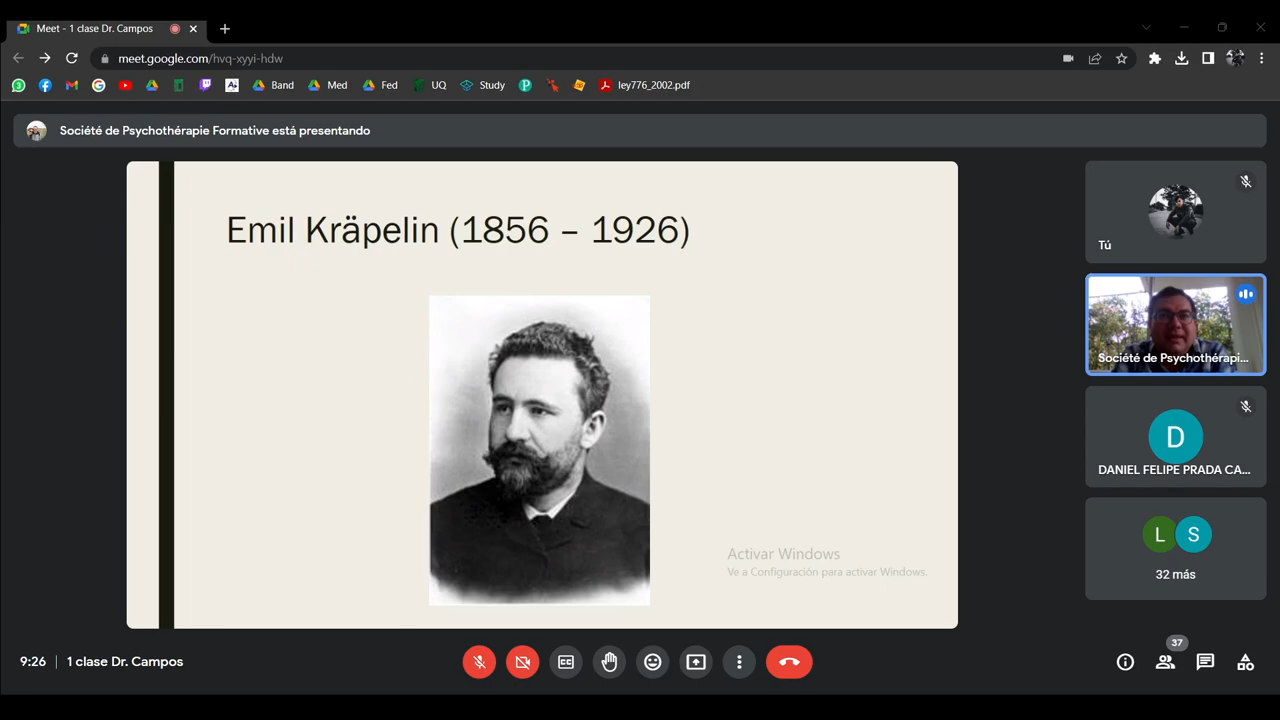 Meet - 1 clase Dr. Campos
meet.google.com/hvq-xyyi-hdw
3
Band
Med
Fed
UQ
Study
ley776_2002.pdf
Société de Psychothérapie Formative está presentando
Emil Kräpelin (1856 – 1926)
Activar Windows
Ve a Configuración para activar Windows.
Tú
Société de Psychothérapi...
D
DANIEL FELIPE PRADA CA...
L S
32 más
9:26 | 1 clase Dr. Campos
37